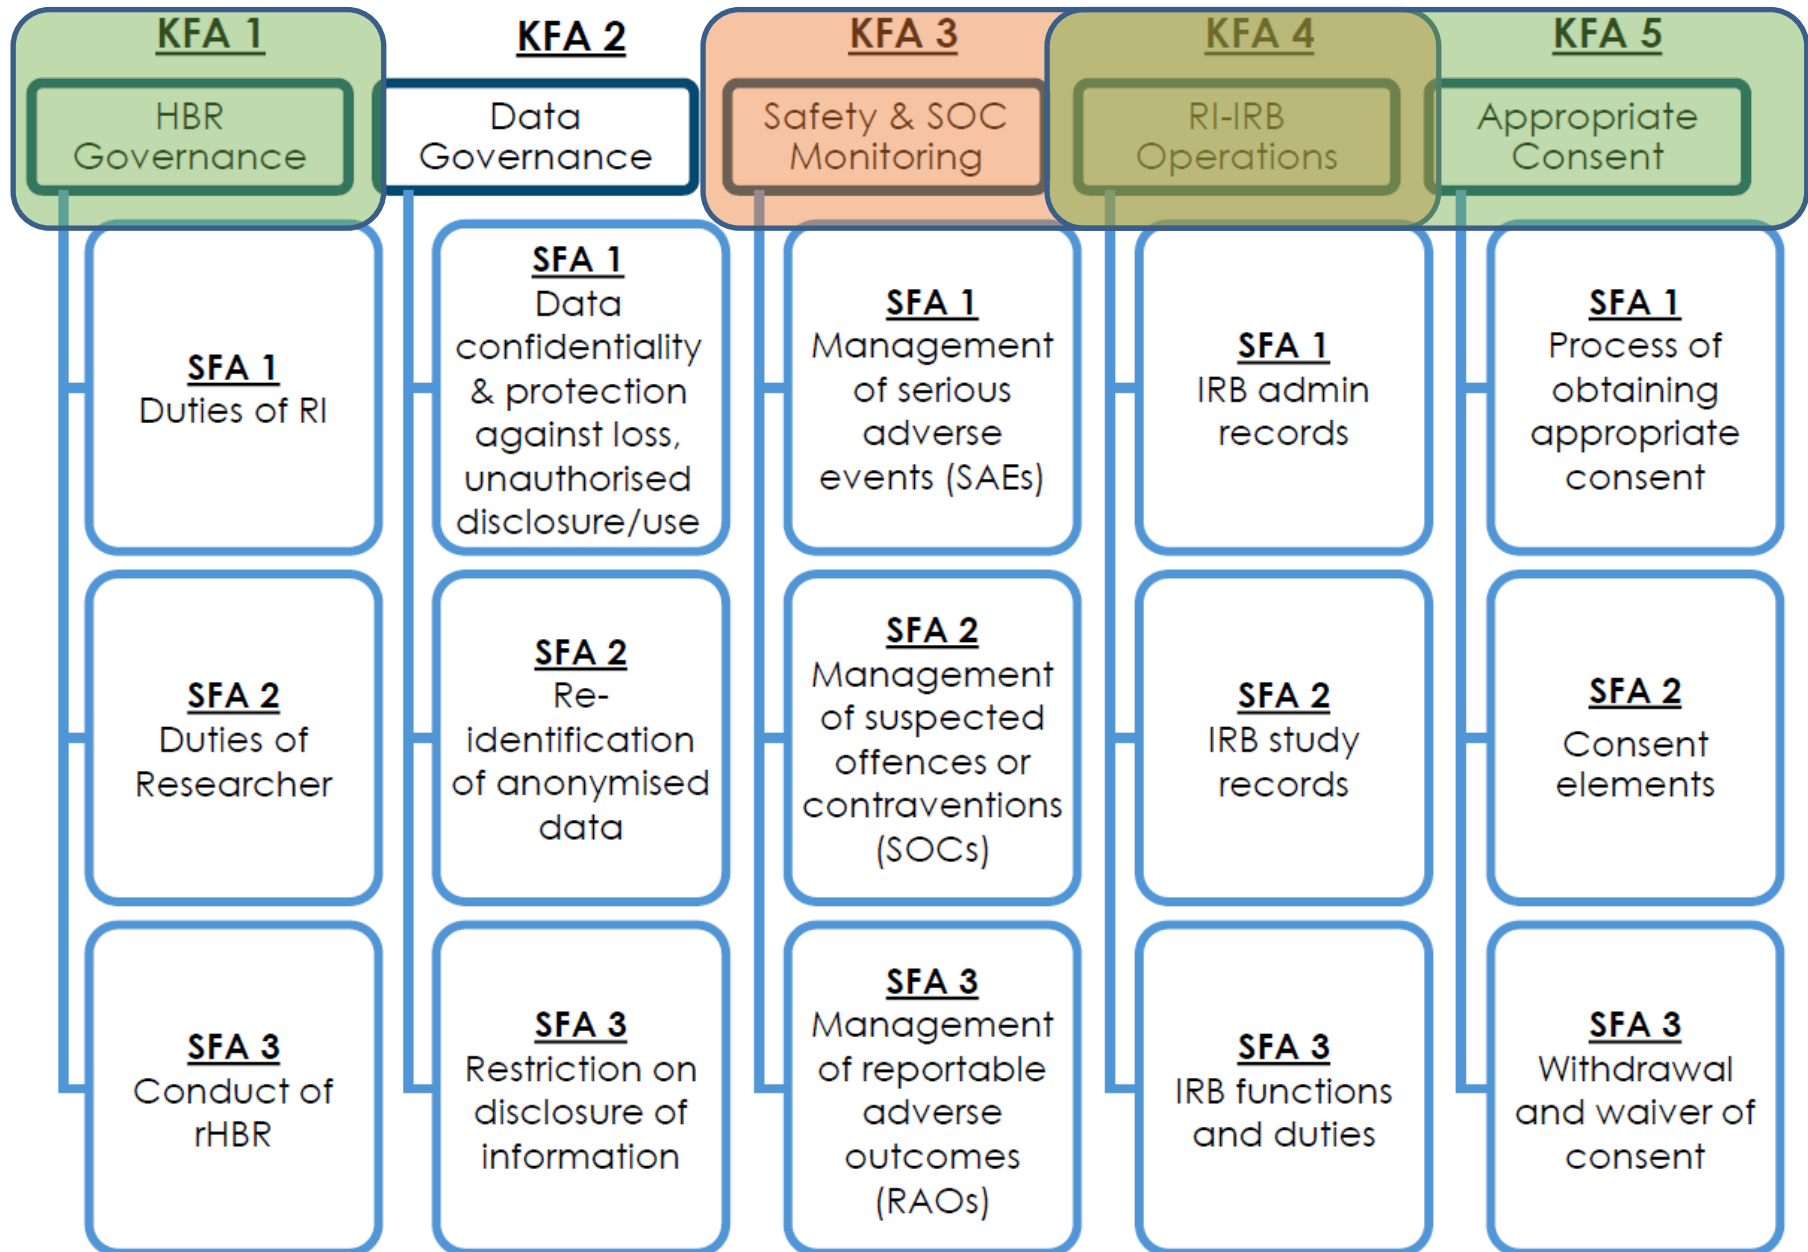 KFA 1
HBR
Governance
SFA 1
Duties of RI
SFA 2
Duties of
Researcher
SFA 3
Conduct of
rHBR
KFA 2
Data
Governance
SFA 1
Data
confidentiality
& protection
against loss,
unauthorised
disclosure/use
SFA 2
Re-
identification
of anonymised
data
SFA 3
Restriction on
disclosure of
information
KFA 3
Safety & SOC
Monitoring
SFA 1
Management
of serious
adverse
events (SAEs)
SFA 2
Management
of suspected
offences or
contraventions
(SOCs)
SFA 3
Management
of reportable
adverse
outcomes
(RAOs)
KFA 4
RI-IRB
Operations
SFA 1
IRB admin
records
SFA 2
IRB study
records
SFA 3
IRB functions
and duties
KFA 5
Appropriate
Consent
SFA 1
Process of
obtaining
appropriate
consent
SFA 2
Consent
elements
SFA 3
Withdrawal
and waiver of
consent